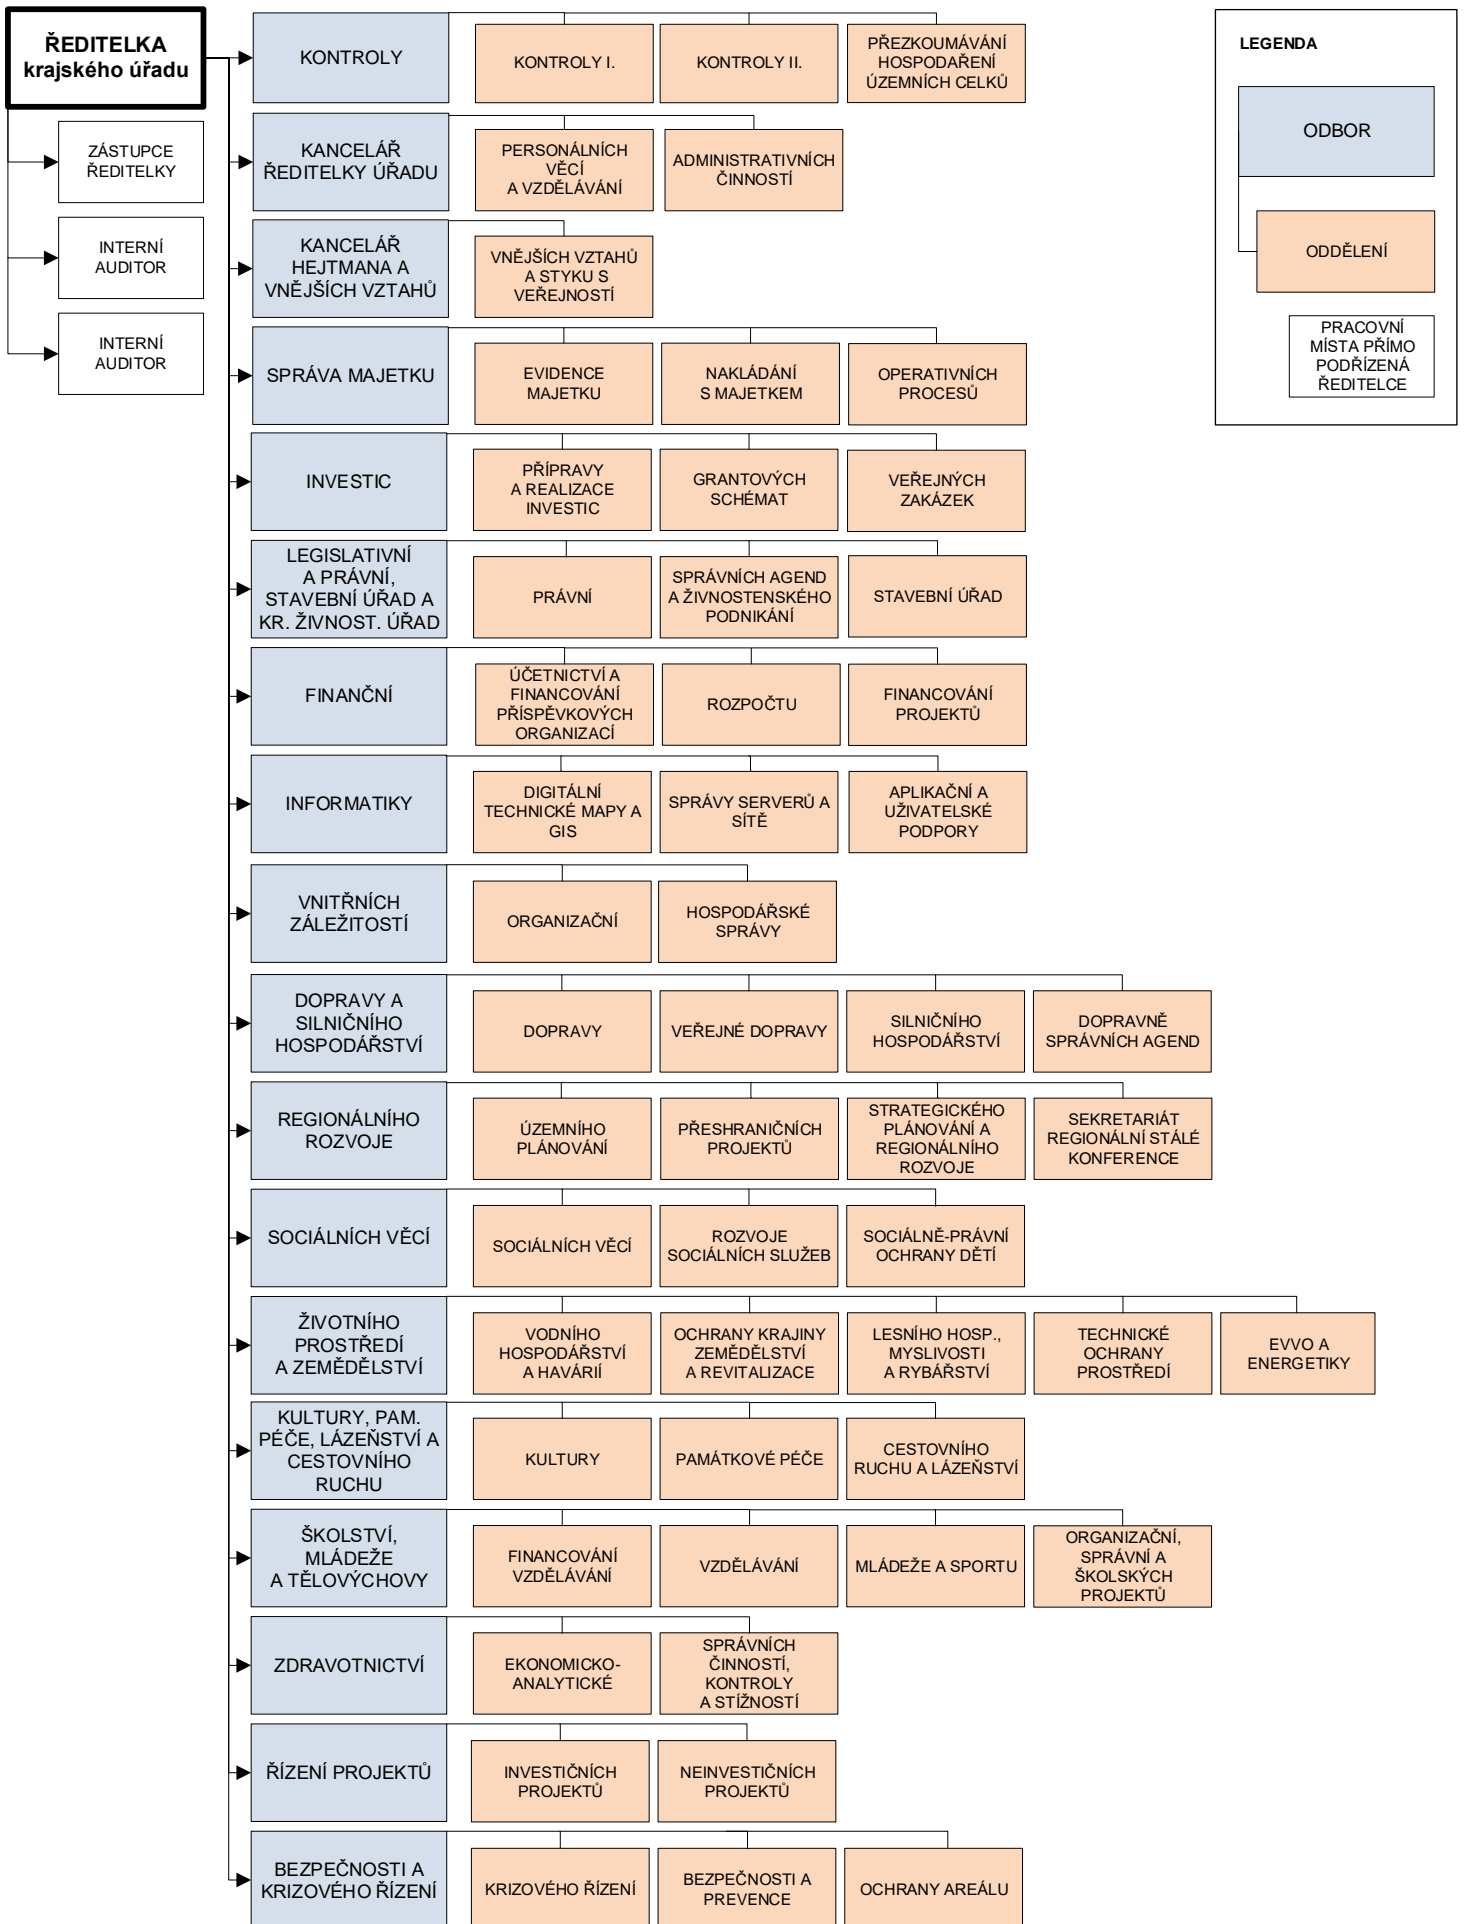 ŘEDITELKA
krajského úřadu
ZÁSTUPCE
ŘEDITELKY
INTERNÍ
AUDITOR
INTERNÍ
AUDITOR
KONTROLY
KONTROLY I.
KONTROLY II.
PŘEZKOUMÁVÁNÍ
HOSPODAŘENÍ
ÚZEMNÍCH CELKŮ
KANCELÁŘ
ŘEDITELKY ÚŘADU
PERSONÁLNÍCH
VĚCÍ
A VZDĚLÁVÁNÍ
ADMINISTRATIVNÍCH
ČINNOSTÍ
KANCELÁŘ
HEJTMANA A
VNĚJŠÍCH VZTAHŮ
VNĚJŠÍCH VZTAHŮ
A STYKU S
VEŘEJNOSTÍ
SPRÁVA MAJETKU
EVIDENCE
MAJETKU
NAKLÁDÁNÍ
S MAJETKEM
OPERATIVNÍCH
PROCESŮ
INVESTIC
PŘÍPRAVY
A REALIZACE
INVESTIC
GRANTOVÝCH
SCHÉMAT
VEŘEJNÝCH
ZAKÁZEK
LEGISLATIVNÍ
A PRÁVNÍ,
STAVEBNÍ ÚŘAD A
KR. ŽIVNOST. ÚŘAD
PRÁVNÍ
SPRÁVNÍCH AGEND
A ŽIVNOSTENSKÉHO
PODNIKÁNÍ
STAVEBNÍ ÚŘAD
FINANČNÍ
ÚČETNICTVÍ A
FINANCOVÁNÍ
PŘÍSPĚVKOVÝCH
ORGANIZACÍ
ROZPOČTU
FINANCOVÁNÍ
PROJEKTŮ
INFORMATIKY
DIGITÁLNÍ
TECHNICKÉ MAPY A
GIS
SPRÁVY SERVERŮ A
SÍTĚ
APLIKAČNÍ A
UŽIVATELSKÉ
PODPORY
VNITŘNÍCH
ZÁLEŽITOSTÍ
ORGANIZAČNÍ
HOSPODÁŘSKÉ
SPRÁVY
DOPRAVY A
SILNIČNÍHO
HOSPODÁŘSTVÍ
DOPRAVY
VEŘEJNÉ DOPRAVY
SILNIČNÍHO
HOSPODÁŘSTVÍ
DOPRAVNĚ
SPRÁVNÍCH AGEND
REGIONÁLNÍHO
ROZVOJE
ÚZEMNÍHO
PLÁNOVÁNÍ
PŘESHRANIČNÍCH
PROJEKTŮ
STRATEGICKÉHO
PLÁNOVÁNÍ A
REGIONÁLNÍHO
ROZVOJE
SEKRETARIÁT
REGIONÁLNÍ STÁLÉ
KONFERENCE
SOCIÁLNÍCH VĚCÍ
SOCIÁLNÍCH VĚCÍ
ROZVOJE
SOCIÁLNÍCH SLUŽEB
SOCIÁLNĚ-PRÁVNÍ
OCHRANY DĚTÍ
ŽIVOTNÍHO
PROSTŘEDÍ
A ZEMĚDĚLSTVÍ
VODNÍHO
HOSPODÁŘSTVÍ
A HAVÁRIÍ
OCHRANY KRAJINY
ZEMĚDĚLSTVÍ
A REVITALIZACE
LESNÍHO HOSP.,
MYSLIVOSTI
A RYBÁŘSTVÍ
TECHNICKÉ
OCHRANY
PROSTŘEDÍ
EVVO A
ENERGETIKY
KULTURY, PAM.
PÉČE, LÁZEŇSTVÍ A
CESTOVNÍHO
RUCHU
KULTURY
PAMÁTKOVÉ PÉČE
CESTOVNÍHO
RUCHU A LÁZEŇSTVÍ
ŠKOLSTVÍ,
MLÁDEŽE
A TĚLOVÝCHOVY
FINANCOVÁNÍ
VZDĚLÁVÁNÍ
VZDĚLÁVÁNÍ
MLÁDEŽE A SPORTU
ORGANIZAČNÍ,
SPRÁVNÍ A
ŠKOLSKÝCH
PROJEKTŮ
ZDRAVOTNICTVÍ
EKONOMICKO-
ANALYTICKÉ
SPRÁVNÍCH
ČINNOSTÍ,
KONTROLY
A STÍŽNOSTÍ
ŘÍZENÍ PROJEKTŮ
INVESTIČNÍCH
PROJEKTŮ
NEINVESTIČNÍCH
PROJEKTŮ
BEZPEČNOSTI A
KRIZOVÉHO ŘÍZENÍ
KRIZOVÉHO ŘÍZENÍ
BEZPEČNOSTI A
PREVENCE
OCHRANY AREÁLU
LEGENDA
ODBOR
ODDĚLENÍ
PRACOVNÍ
MÍSTA PŘÍMO
PODŘÍZENÁ
ŘEDITELCE